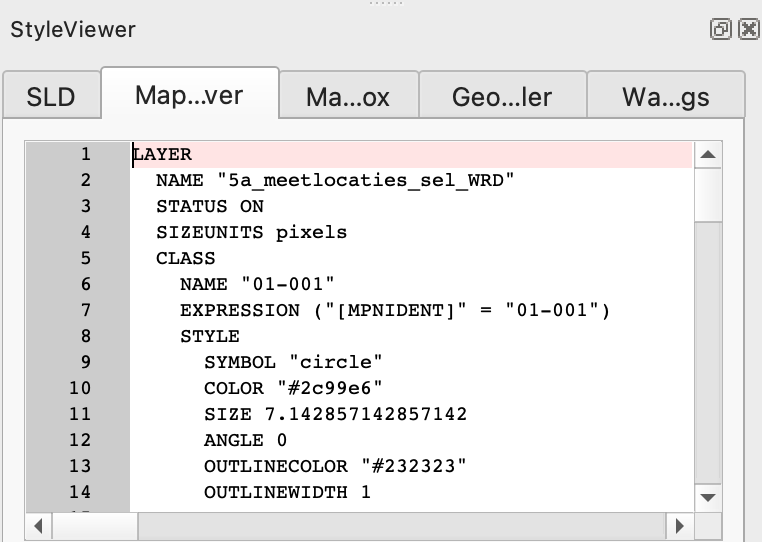 StyleViewer
SLD Map...ver Ma...ox Geo...ler Wa...gs
1 LAYER
2 NAME "5a_meetlocaties_sel_WRD"
3 STATUS ON
4 SIZEUNITS pixels
5 CLASS
6 NAME "01-001"
7 EXPRESSION ("[MPNIDENT]" = "01-001")
8 STYLE
9 SYMBOL "circle"
10 COLOR "#2c99e6"
11 SIZE 7.142857142857142
12 ANGLE 0
13 OUTLINECOLOR "#232323"
14 OUTLINEWIDTH 1